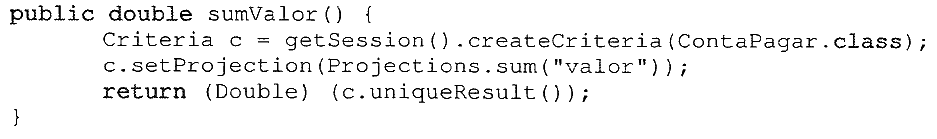 public double sumValor() {
Criteria c = getSession().createCriteria(ContaPagar.class);
c.setProjection(Projections.sum("valor"));
return (Double) (c.uniqueResult());
}